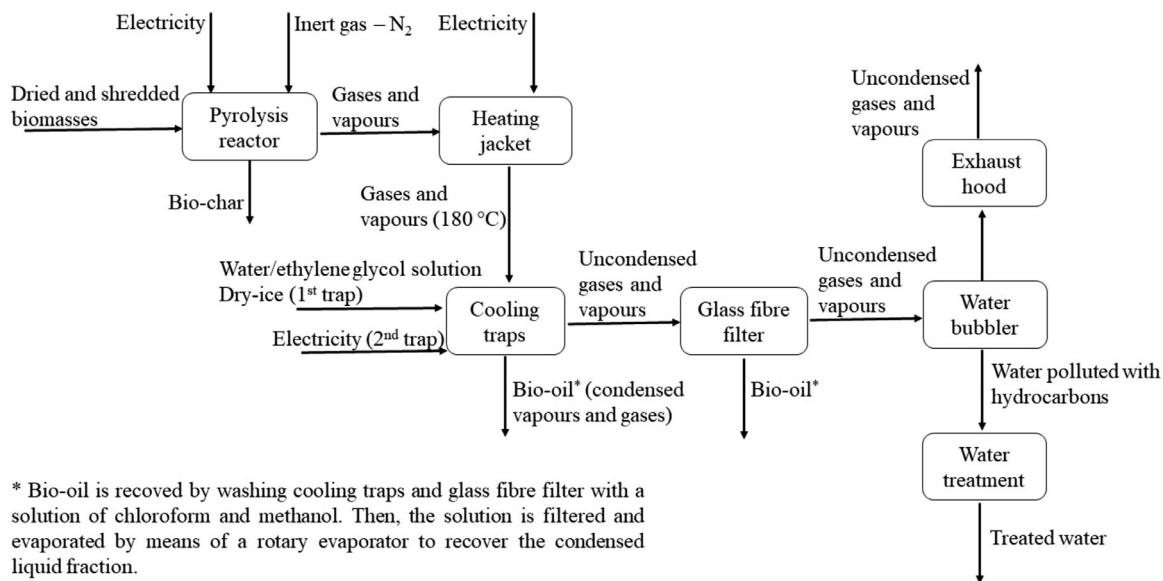 Electricity
Inert gas – N2
Electricity
Dried and shredded
biomasses
Pyrolysis
reactor
Gases and
vapours
Heating
jacket
Uncondensed
gases and
vapours
Exhaust
hood
Bio-char
Gases and
vapours (180 °C)
Water/ethylene glycol solution
Dry-ice (1st trap)
Electricity (2nd trap)
Cooling
traps
Uncondensed
gases and
vapours
Glass fibre
filter
Uncondensed
gases and
vapours
Water
bubbler
Bio-oil* (condensed
vapours and gases)
Bio-oil*
Water polluted with
hydrocarbons
Water
treatment
Treated water
* Bio-oil is recoved by washing cooling traps and glass fibre filter with a
solution of chloroform and methanol. Then, the solution is filtered and
evaporated by means of a rotary evaporator to recover the condensed
liquid fraction.